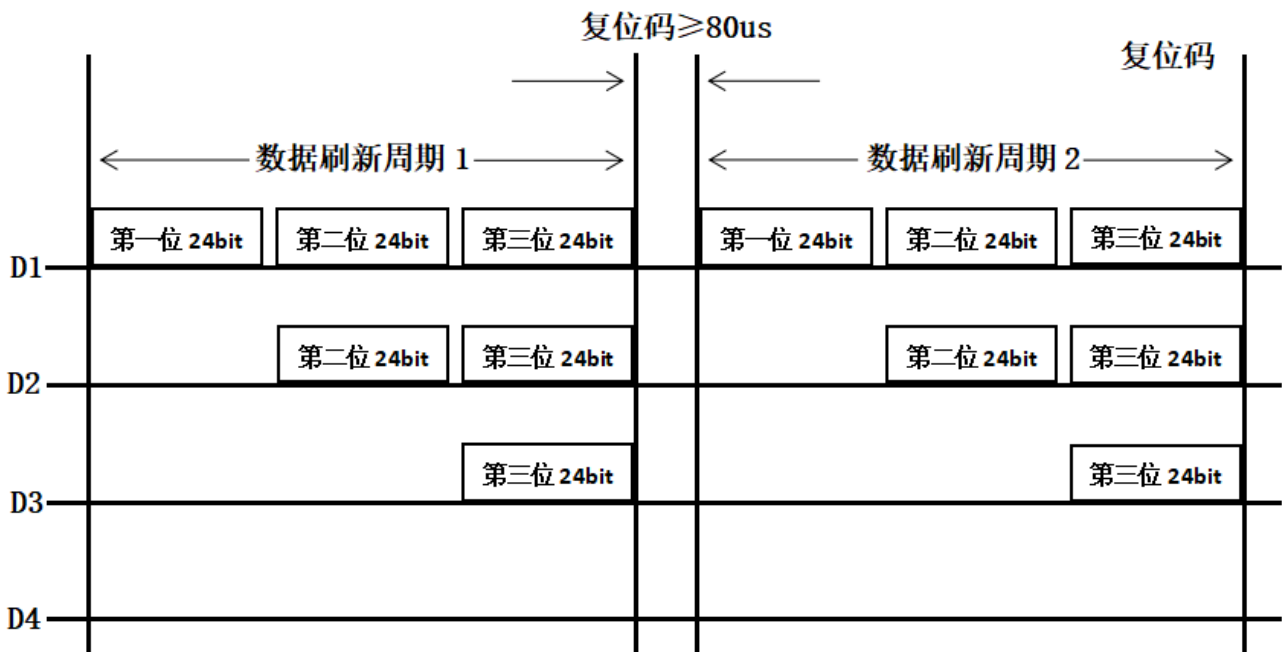 复位码≥80us
复位码
数据刷新周期1
数据刷新周期2
第一位 24bit 第二位 24bit 第三位 24bit 第一位 24bit 第二位 24bit 第三位 24bit
D1
第二位 24bit 第三位 24bit 第二位 24bit 第三位 24bit
D2
第三位 24bit 第三位 24bit
D3
D4